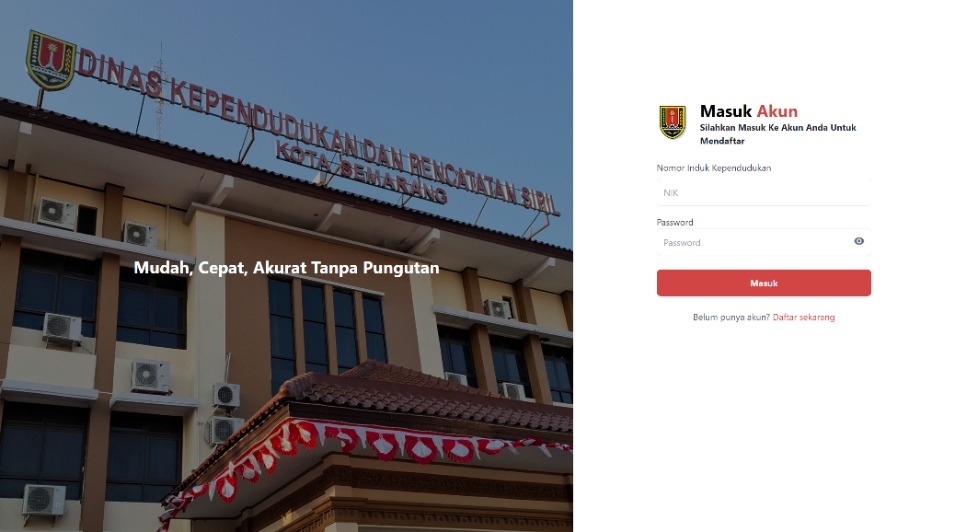 DINAS KEPENDUDUKAN DAN PENCATATAN SIPIL
KOTA SEMARANG
Mudah, Cepat, Akurat Tanpa Pungutan
Masuk Akun
Silahkan Masuk Ke Akun Anda Untuk
Mendaftar
Nomor Induk Kependudukan
NIK
Password
Password
Masuk
Belum punya akun? Daftar sekarang